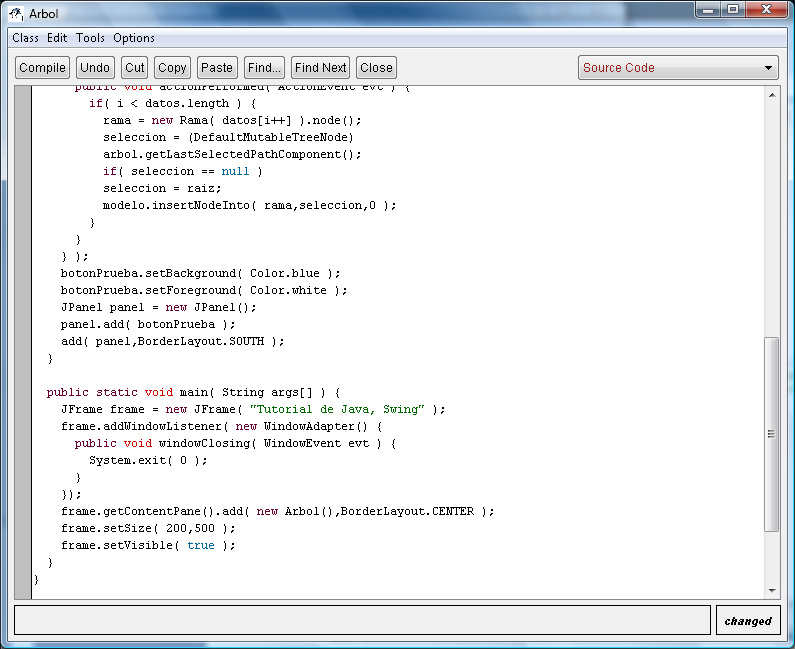 Arbol
Class Edit Tools Options
Compile Undo Cut Copy Paste Find... Find Next Close Source Code
public void actionPerformed( ActionEvent evt ) {
if( i < datos.length ) {
rama = new Rama( datos[i++] ).node();
seleccion = (DefaultMutableTreeNode)
arbol.getLastSelectedPathComponent();
if( seleccion == null )
seleccion = raiz;
modelo.insertNodeInto( rama,seleccion,0 );
}
}
} );
botonPrueba.setBackground( Color.blue );
botonPrueba.setForeground( Color.white );
JPanel panel = new JPanel();
panel.add( botonPrueba );
add( panel,BorderLayout.SOUTH );
}
public static void main( String args[] ) {
JFrame frame = new JFrame( "Tutorial de Java, Swing" );
frame.addWindowListener( new WindowAdapter() {
public void windowClosing( WindowEvent evt ) {
System.exit( 0 );
}
});
frame.getContentPane().add( new Arbol(),BorderLayout.CENTER );
frame.setSize( 200,500 );
frame.setVisible( true );
}
}
changed